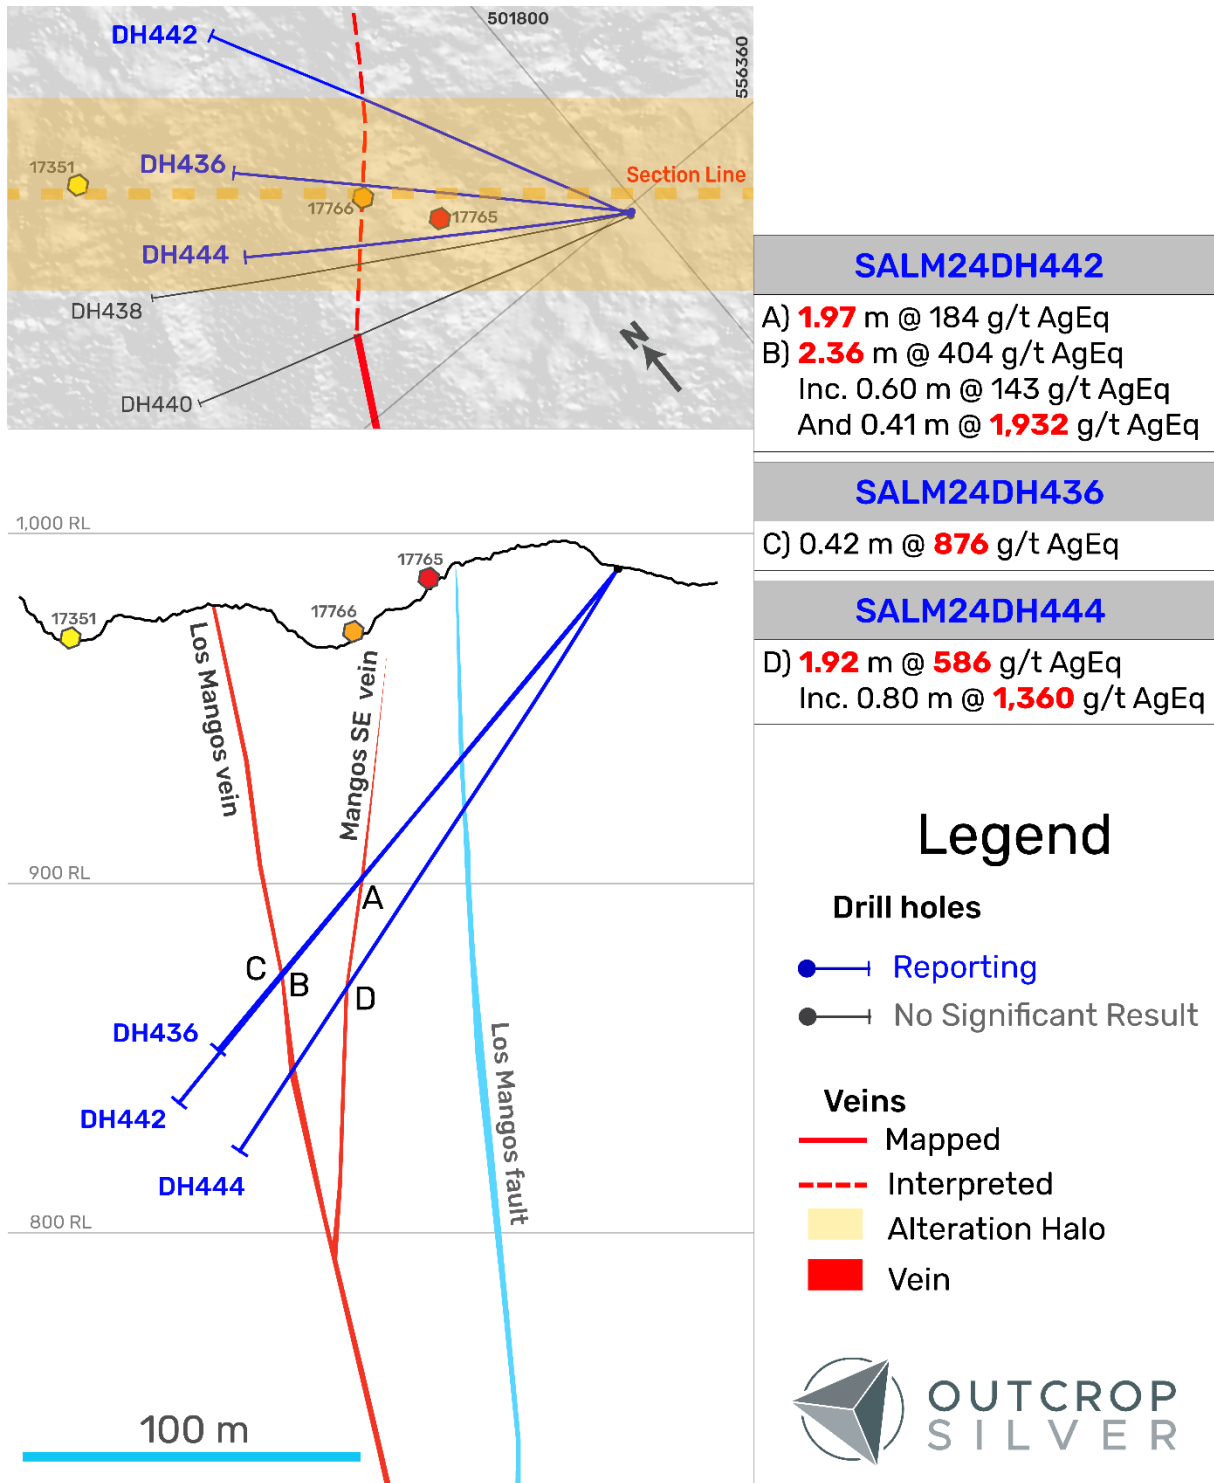 501800
556360
DH442
17351
DH436
Section Line
17766
17765
DH444
DH438
DH440
N
SALM24DH442
A) 1.97 m @ 184 g/t AgEq
B) 2.36 m @ 404 g/t AgEq
Inc. 0.60 m @ 143 g/t AgEq
And 0.41 m @ 1,932 g/t AgEq
SALM24DH436
C) 0.42 m @ 876 g/t AgEq
SALM24DH444
D) 1.92 m @ 586 g/t AgEq
Inc. 0.80 m @ 1,360 g/t AgEq
1,000 RL
17765
17351
17766
Los Mangos vein
Mangos SE vein
900 RL
A
C
B
D
DH436
DH442
DH444
Los Mangos fault
800 RL
100 m
Legend
Drill holes
Reporting
No Significant Result
Veins
Mapped
Interpreted
Alteration Halo
Vein
OUTCROP
SILVER